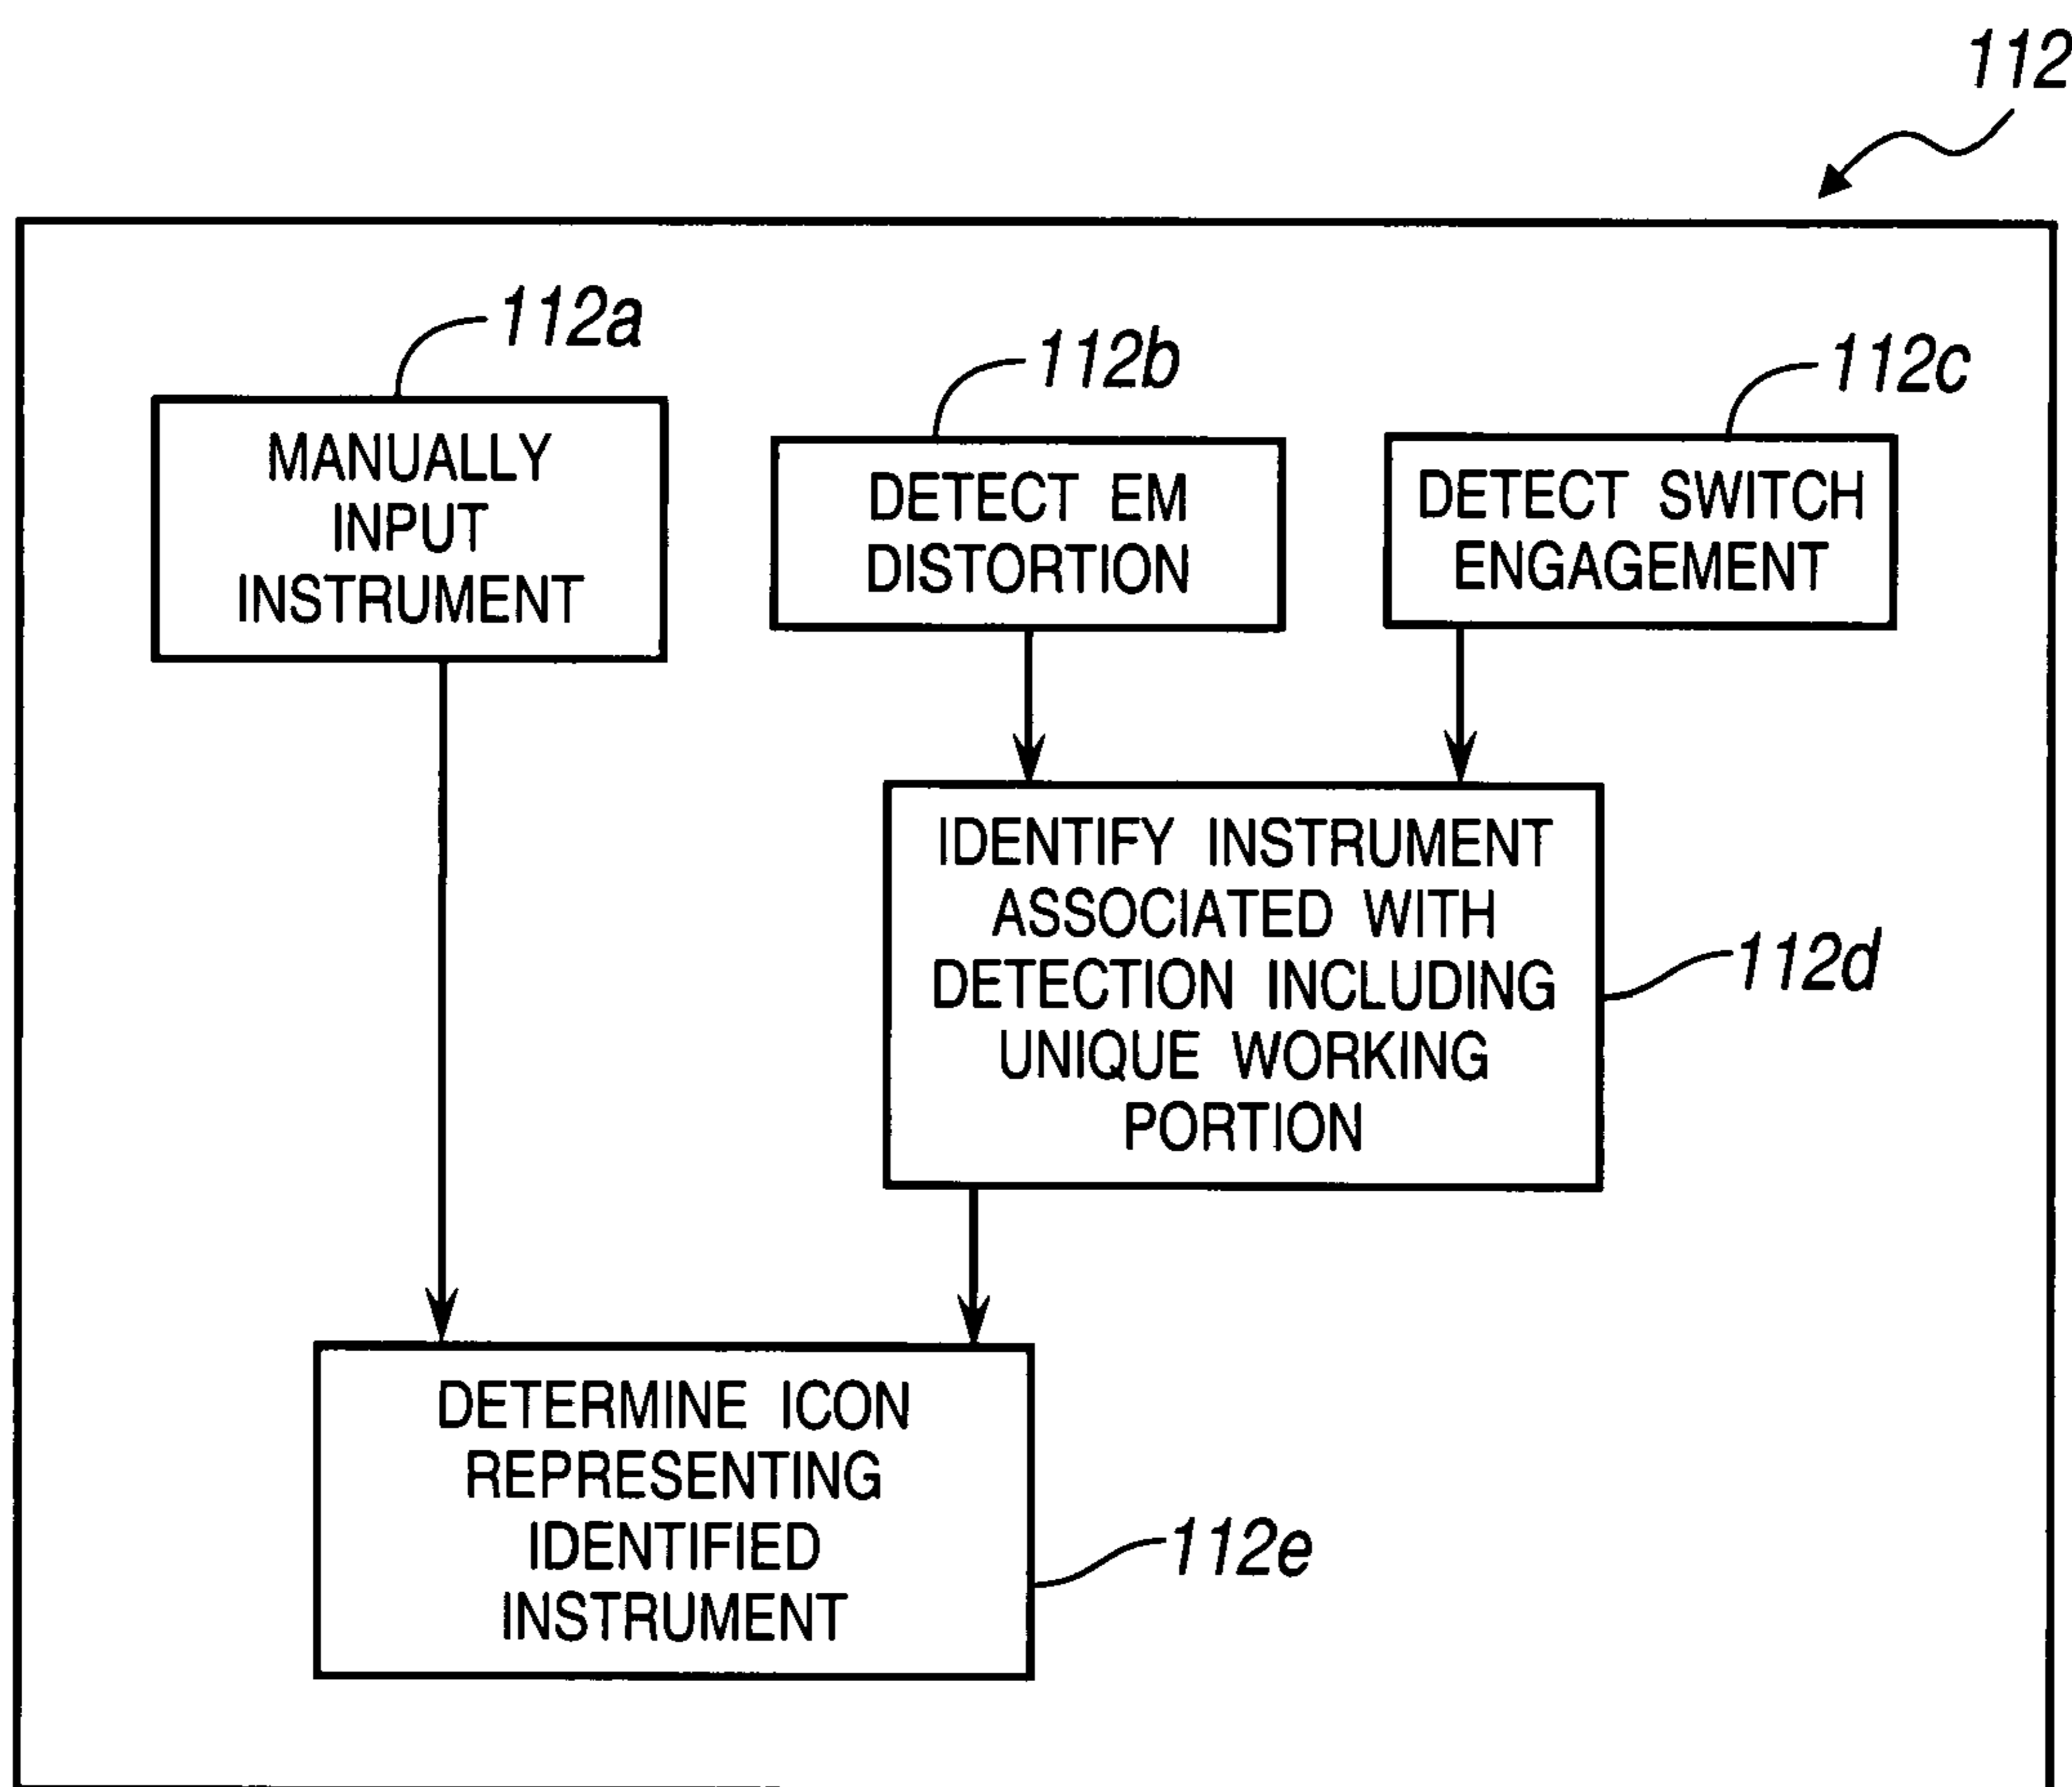 112
112a
MANUALLY
INPUT
INSTRUMENT
112b
DETECT EM
DISTORTION
112c
DETECT SWITCH
ENGAGEMENT
IDENTIFY INSTRUMENT
ASSOCIATED WITH
DETECTION INCLUDING
UNIQUE WORKING
PORTION
112d
DETERMINE ICON
REPRESENTING
IDENTIFIED
INSTRUMENT
112e